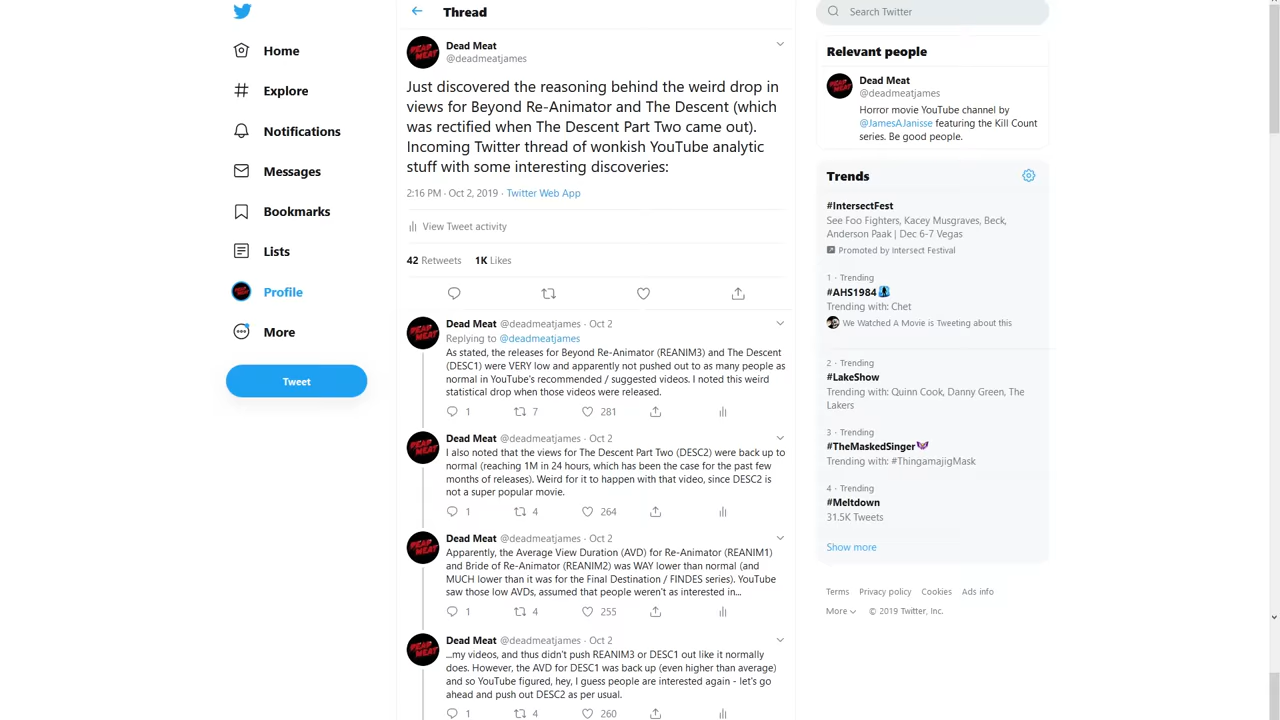 Home
Explore
Notifications
Messages
Bookmarks
Lists
Profile
More
Tweet
Thread
DEAD MEAT
Dead Meat
@deadmeatjames
Just discovered the reasoning behind the weird drop in
views for Beyond Re-Animator and The Descent (which
was rectified when The Descent Part Two came out).
Incoming Twitter thread of wonkish YouTube analytic
stuff with some interesting discoveries:
2:16 PM · Oct 2, 2019 · Twitter Web App
View Tweet activity
42 Retweets 1K Likes
DEAD MEAT
Dead Meat @deadmeatjames · Oct 2
Replying to @deadmeatjames
As stated, the releases for Beyond Re-Animator (REANIM3) and The Descent
(DESC1) were VERY low and apparently not pushed out to as many people as
normal in YouTube's recommended / suggested videos. I noted this weird
statistical drop when those videos were released.
1 7 281
DEAD MEAT
Dead Meat @deadmeatjames · Oct 2
I also noted that the views for The Descent Part Two (DESC2) were back up to
normal (reaching 1M in 24 hours, which has been the case for the past few
months of releases). Weird for it to happen with that video, since DESC2 is
not a super popular movie.
1 4 264
DEAD MEAT
Dead Meat @deadmeatjames · Oct 2
Apparently, the Average View Duration (AVD) for Re-Animator (REANIM1)
and Bride of Re-Animator (REANIM2) was WAY lower than normal (and
MUCH lower than it was for the Final Destination / FINDES series). YouTube
saw those low AVDs, assumed that people weren't as interested in...
1 4 255
DEAD MEAT
Dead Meat @deadmeatjames · Oct 2
...my videos, and thus didn't push REANIM3 or DESC1 out like it normally
does. However, the AVD for DESC1 was back up (even higher than average)
and so YouTube figured, hey, I guess people are interested again - let's go
ahead and push out DESC2 as per usual.
1 4 260
Search Twitter
Relevant people
DEAD MEAT
Dead Meat
@deadmeatjames
Horror movie YouTube channel by
@JamesAJanisse featuring the Kill Count
series. Be good people.
Trends
#IntersectFest
See Foo Fighters, Kacey Musgraves, Beck,
Anderson Paak | Dec 6-7 Vegas
Promoted by Intersect Festival
1 · Trending
#AHS1984
Trending with: Chet
We Watched A Movie is Tweeting about this
2 · Trending
#LakeShow
Trending with: Quinn Cook, Danny Green, The
Lakers
3 · Trending
#TheMaskedSinger
Trending with: #ThingamajigMask
4 · Trending
#Meltdown
31.5K Tweets
Show more
Terms Privacy policy Cookies Ads info
More © 2019 Twitter, Inc.